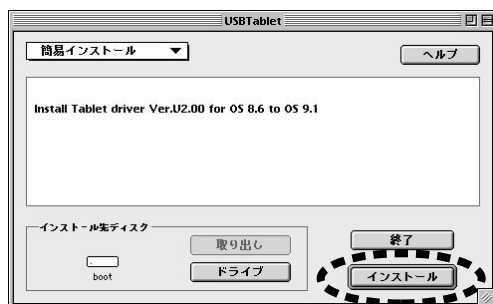 USBTablet
簡易インストール
ヘルプ
Install Tablet driver Ver.U2.00 for OS 8.6 to OS 9.1
インストール先ディスク
取り出し
終了
boot
ドライブ
インストール